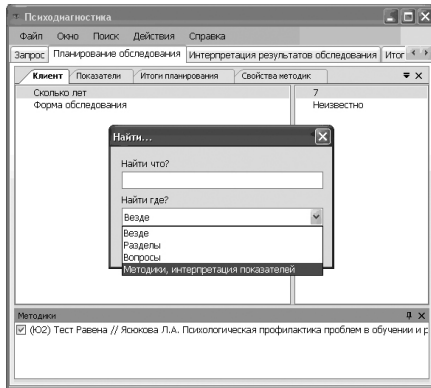 Психодиагностика
Файл Окно Поиск Действия Справка
Запрос Планирование обследования Интерпретация результатов обследования Итог
Клиент Показатели Итоги планирования Свойства методик
Сколько лет 7
Форма обследования Неизвестно
Найти...
Найти что?
Найти где?
Везде
Везде
Разделы
Вопросы
Методики, интерпретация показателей
Методики
(Ю2) Тест Равена // Ясюкова Л.А. Психологическая профилактика проблем в обучении и р